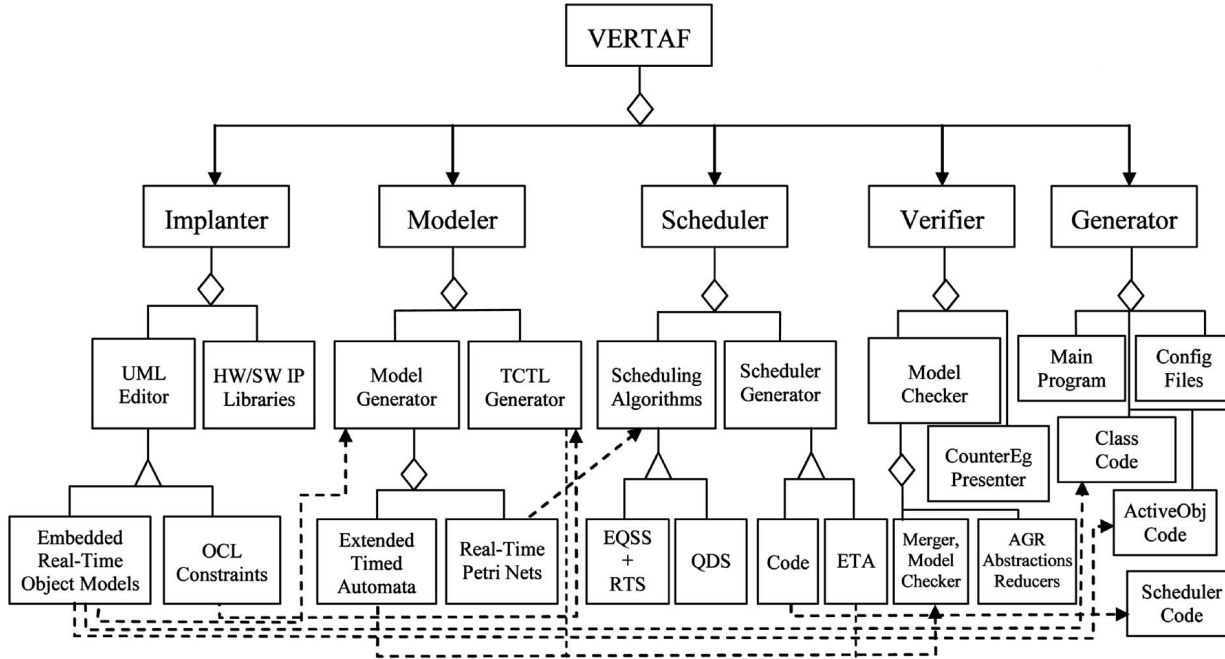 VERTAF
Implanter
Modeler
Scheduler
Verifier
Generator
UML
Editor
HW/SW IP
Libraries
Model
Generator
TCTL
Generator
Scheduling
Algorithms
Scheduler
Generator
Model
Checker
CounterEg
Presenter
Main
Program
Config
Files
Class
Code
ActiveObj
Code
Scheduler
Code
Embedded
Real-Time
Object Models
OCL
Constraints
Extended
Timed
Automata
Real-Time
Petri Nets
EQSS
+
RTS
QDS
Code
ETA
Merger,
Model
Checker
AGR
Abstractions
Reducers